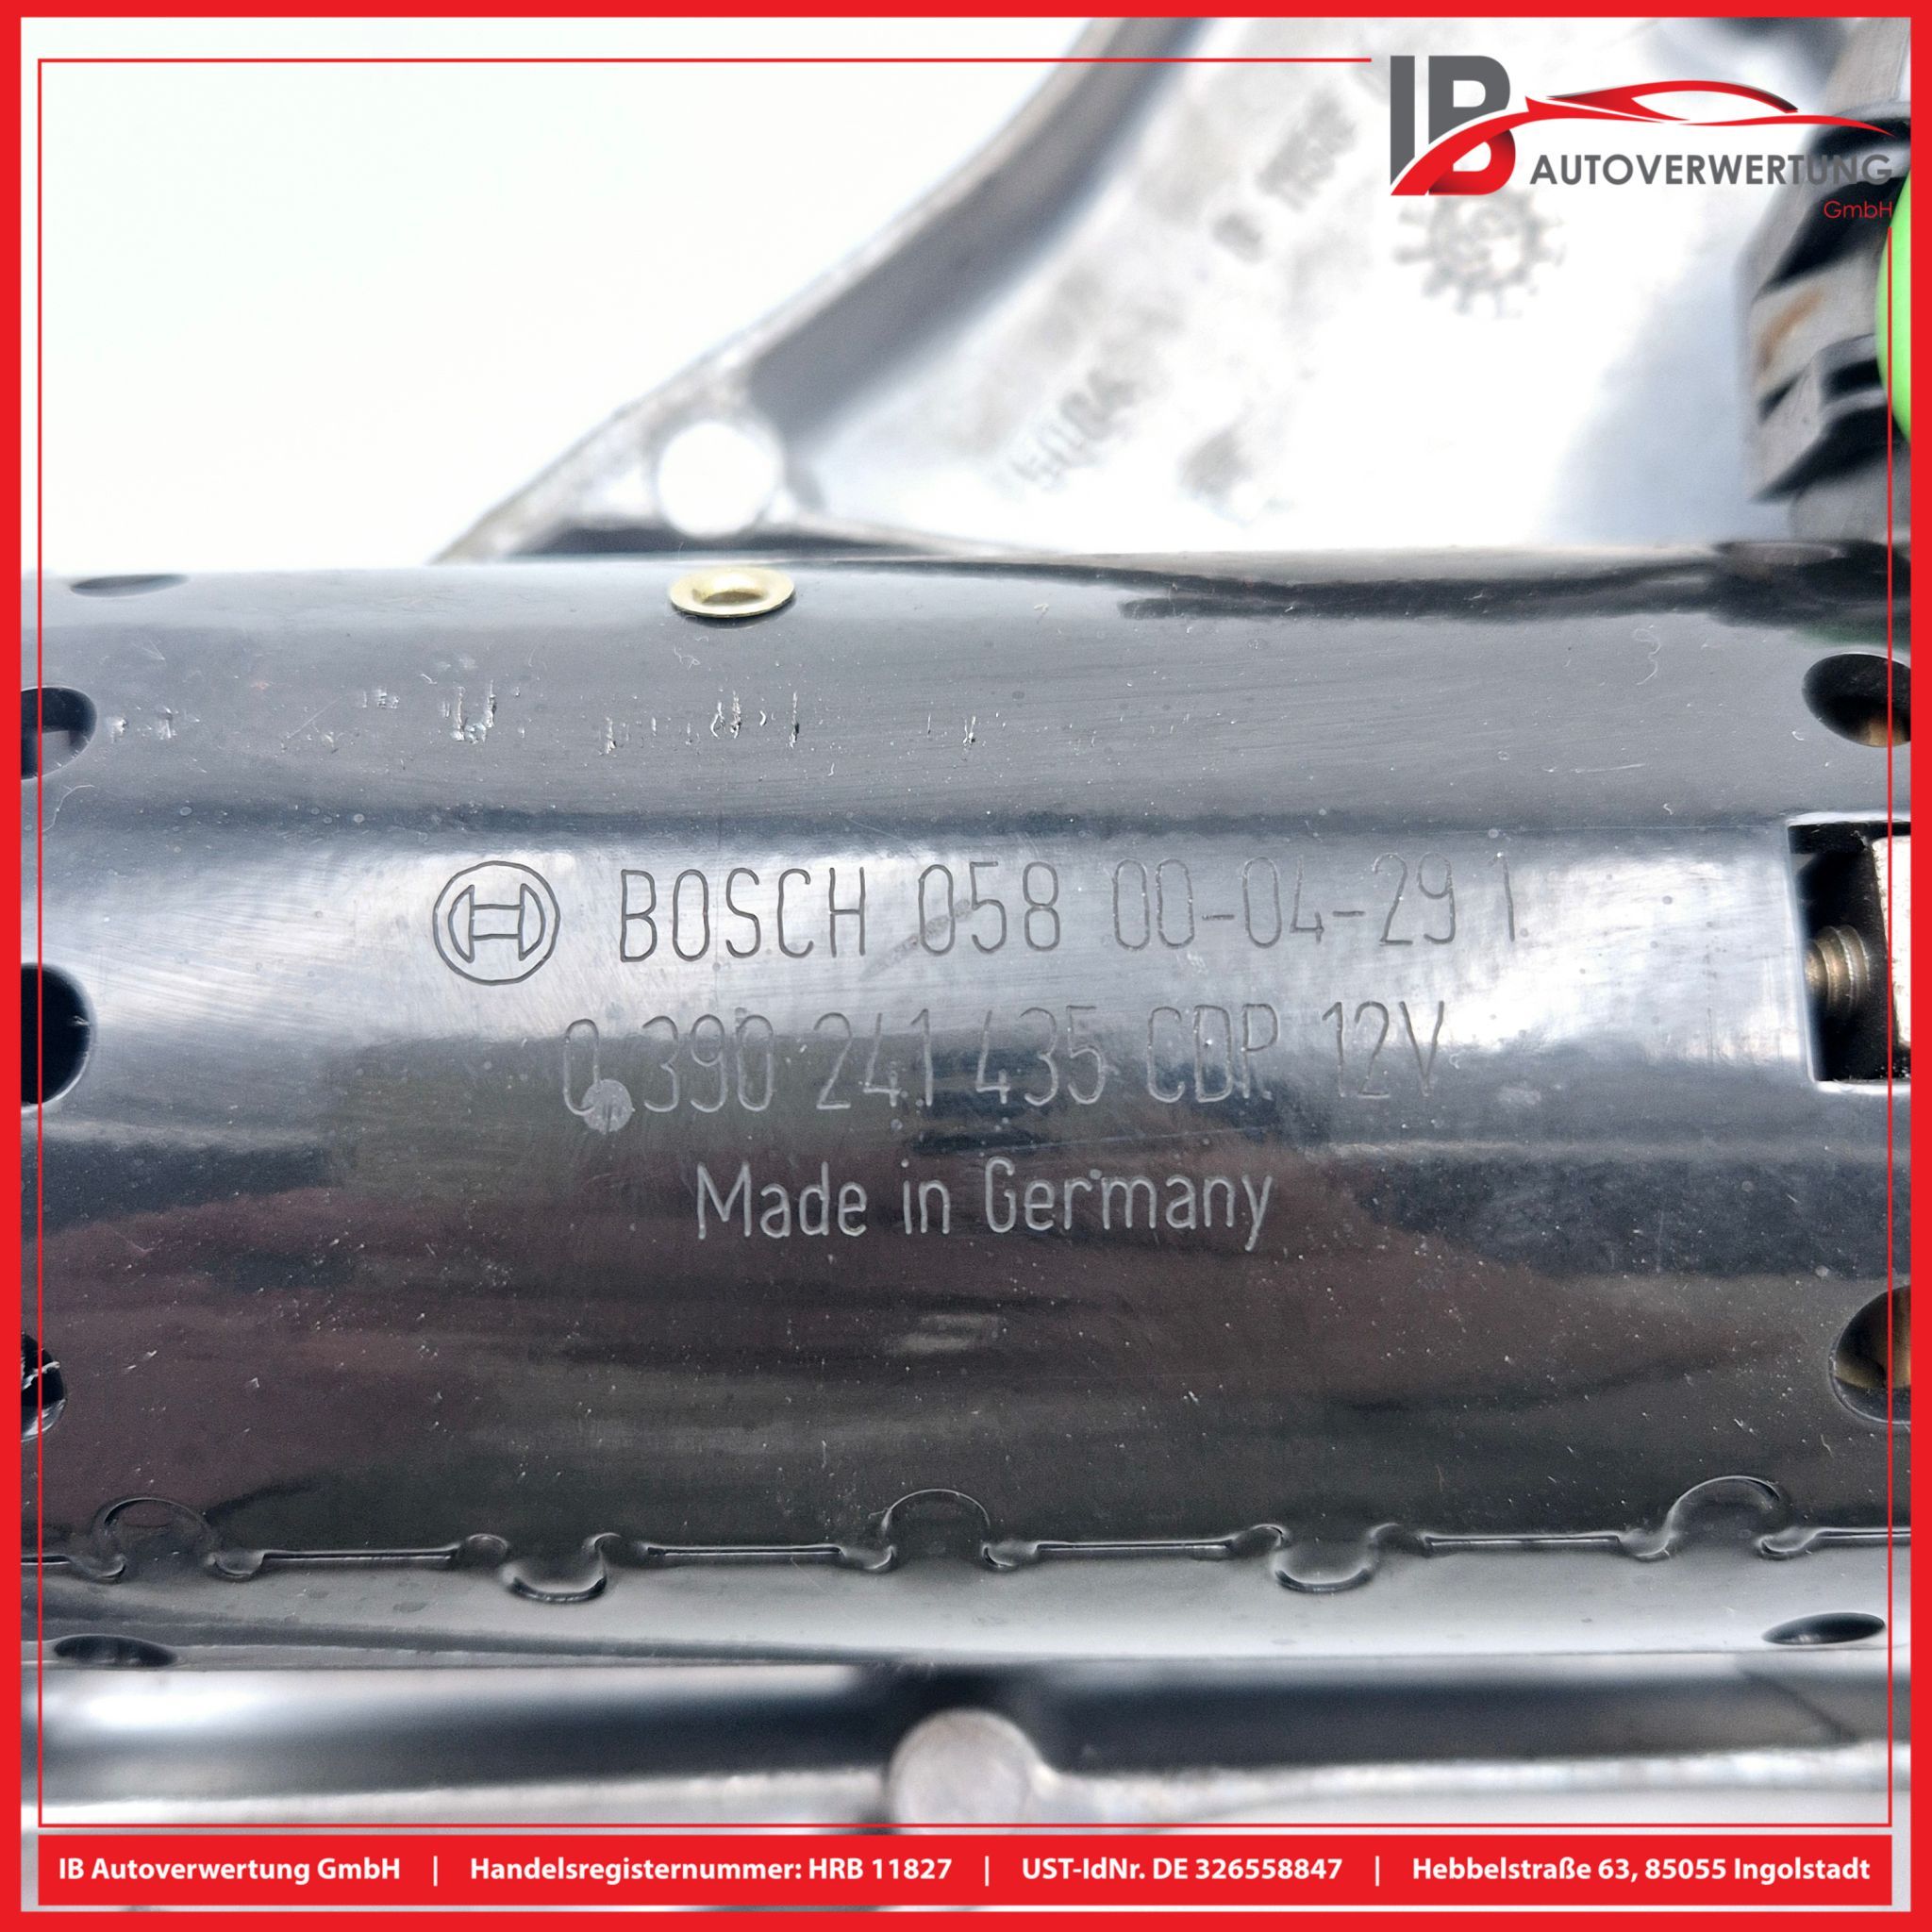 IB AUTOVERWERTUNG
GmbH
BOSCH 058 00-04-29 1
0 390 241 435 CDP 12V
Made in Germany
IB Autoverwertung GmbH | Handelsregisternummer: HRB 11827 | UST-IdNr. DE 326558847 | Hebbelstraße 63, 85055 Ingolstadt